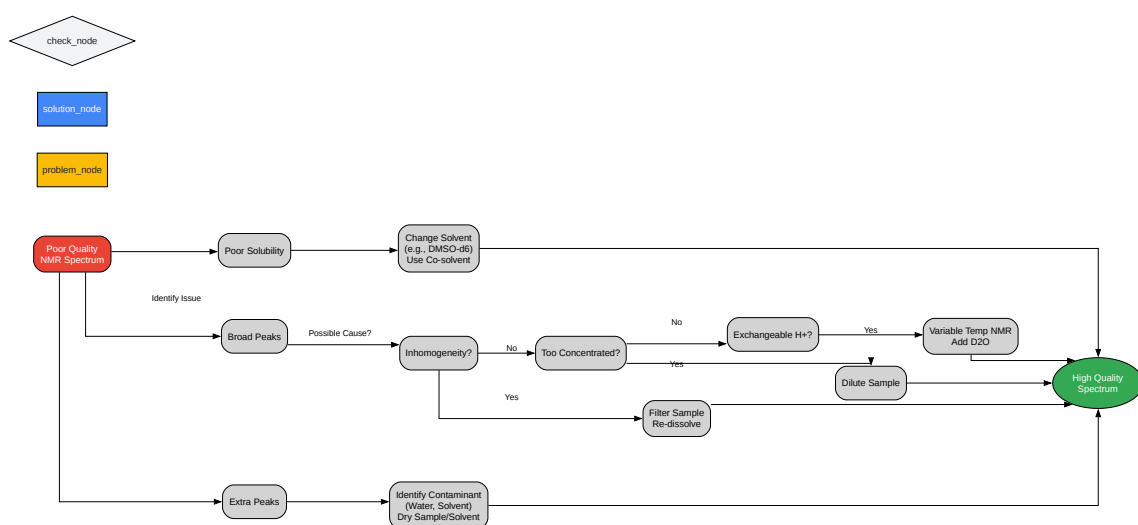 check_node
solution_node
problem_node
Poor Quality
NMR Spectrum
Poor Solubility
Change Solvent
(e.g., DMSO-d6)
Use Co-solvent
Identify Issue
Broad Peaks
Possible Cause?
Inhomogeneity?
No
Too Concentrated?
No
Yes
Exchangeable H+?
Yes
Variable Temp NMR
Add D2O
Dilute Sample
High Quality
Spectrum
Yes
Filter Sample
Re-dissolve
Extra Peaks
Identify Contaminant
(Water, Solvent)
Dry Sample/Solvent